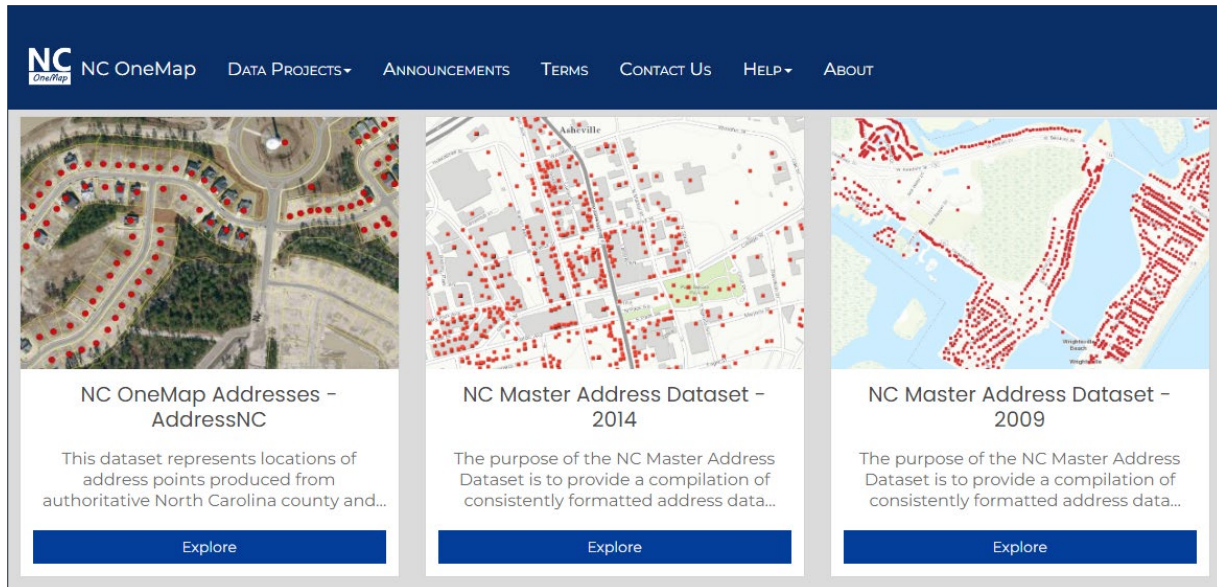 NC
OneMap
NC OneMap
DATA PROJECTS
ANNOUNCEMENTS
TERMS
CONTACT US
HELP
ABOUT
Asheville
Wrightsville
Beach
NC OneMap Addresses -
AddressNC
This dataset represents locations of
address points produced from
authoritative North Carolina county and...
Explore
NC Master Address Dataset -
2014
The purpose of the NC Master Address
Dataset is to provide a compilation of
consistently formatted address data...
Explore
NC Master Address Dataset -
2009
The purpose of the NC Master Address
Dataset is to provide a compilation of
consistently formatted address data...
Explore